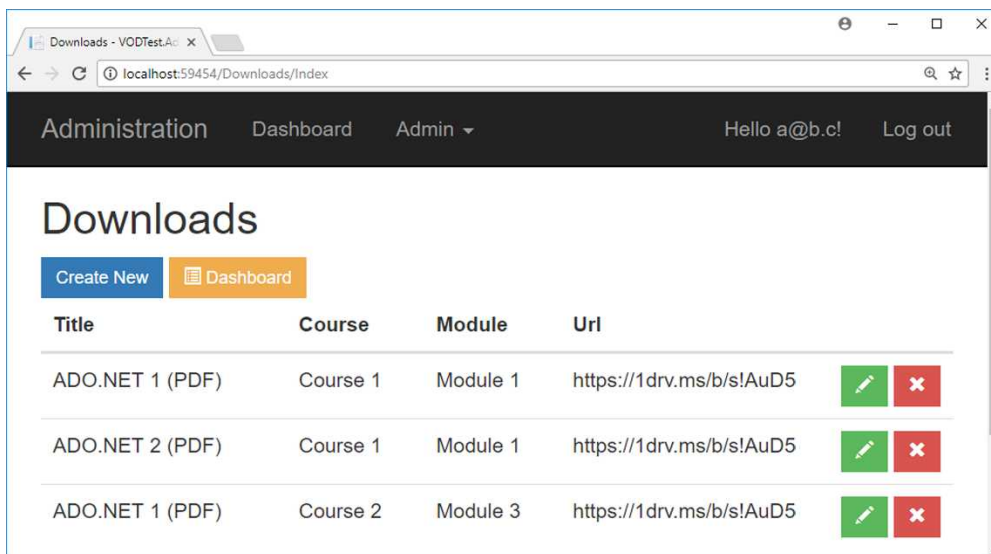 Downloads - VODTest.Ad
localhost:59454/Downloads/Index
Administration Dashboard Admin Hello a@b.c! Log out
Downloads
Create New Dashboard
Title Course Module Url
ADO.NET 1 (PDF) Course 1 Module 1 https://1drv.ms/b/s!AuD5
ADO.NET 2 (PDF) Course 1 Module 1 https://1drv.ms/b/s!AuD5
ADO.NET 1 (PDF) Course 2 Module 3 https://1drv.ms/b/s!AuD5